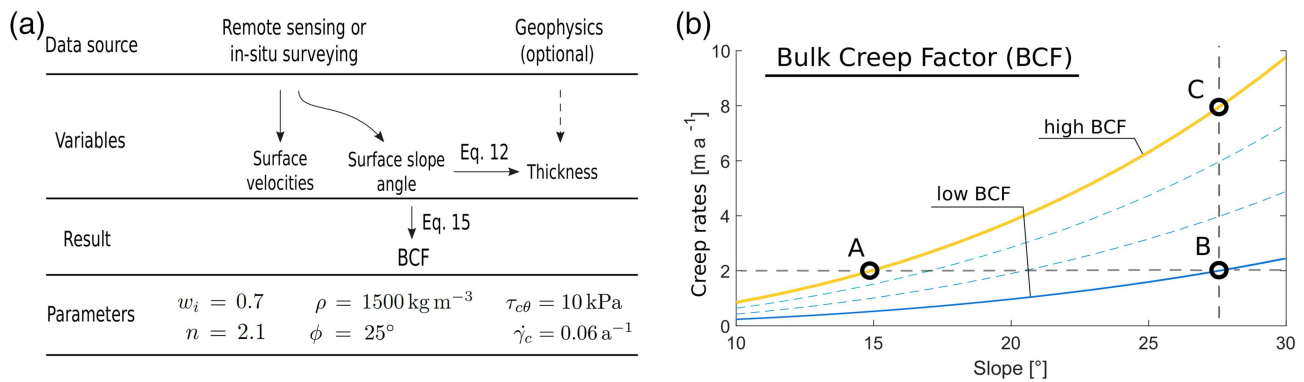 (a)
Data source
Remote sensing or
in-situ surveying
Geophysics
(optional)
Variables
Surface
velocities
Surface slope
angle
Eq. 12
Thickness
Eq. 15
Result
BCF
Parameters
w_i = 0.7 ρ = 1500 kg m⁻³ τ_cθ = 10 kPa
n = 2.1 ϕ = 25° γ̇_c = 0.06 a⁻¹
(b)
Bulk Creep Factor (BCF)
10
8
6
4
2
0
Creep rates [m a⁻¹]
high BCF
low BCF
A
B
C
10 15 20 25 30
Slope [°]